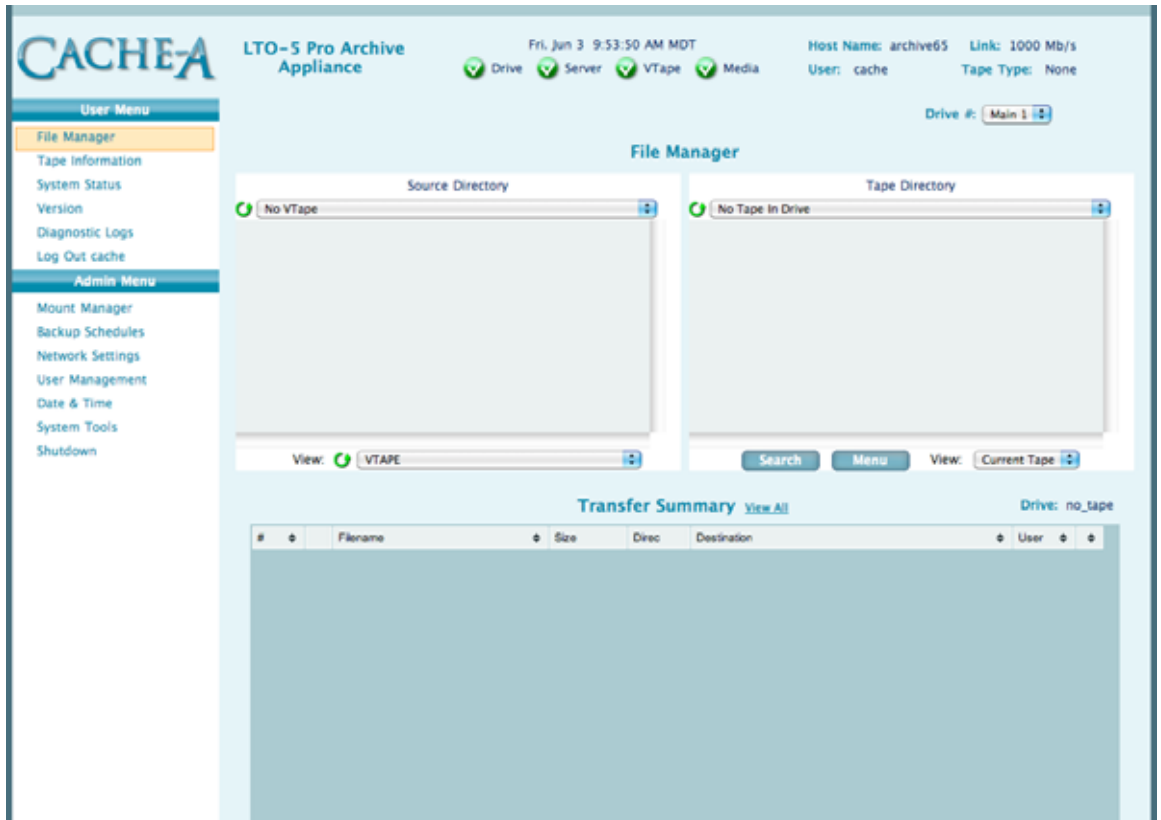 CACHE-A
LTO-5 Pro Archive
Appliance
Fri. Jun 3 9:53:50 AM MDT
Drive Server VTape Media
Host Name: archive65 Link: 1000 Mb/s
User: cache Tape Type: None
Drive #: Main 1
User Menu
File Manager
Tape Information
System Status
Version
Diagnostic Logs
Log Out cache
Admin Menu
Mount Manager
Backup Schedules
Network Settings
User Management
Date & Time
System Tools
Shutdown
File Manager
Source Directory
No VTape
View: VTAPE
Tape Directory
No Tape In Drive
Search Menu View: Current Tape
Transfer Summary View All
Drive: no_tape
# Filename Size Direc Destination User